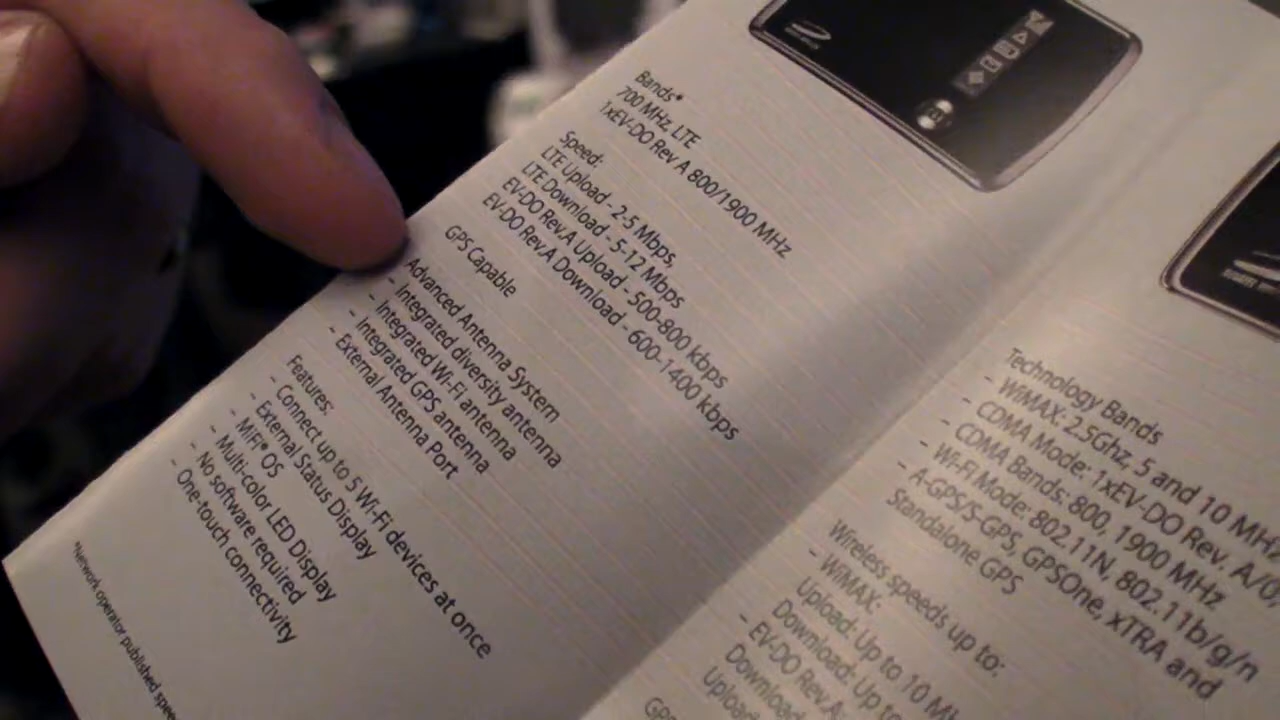 Bands*
700 MHz, LTE
1xEV-DO Rev A 800/1900 MHz
Speed:
LTE Upload - 2-5 Mbps
LTE Download - 5-12 Mbps
EV-DO Rev.A Upload - 500-800 kbps
EV-DO Rev.A Download - 600-1400 kbps
GPS Capable
Advanced Antenna System
- Integrated diversity antenna
- Integrated Wi-Fi antenna
- Integrated GPS antenna
- External Antenna Port
Features:
- Connect up to 5 Wi-Fi devices at once
- External Status Display
- MiFi® OS
- Multi-color LED Display
- No software required
- One-touch connectivity
*Network operator published
Technology Bands
- WiMAX: 2.5Ghz, 5 and 10 MHz
- CDMA Mode: 1xEV-DO Rev. A/0,
- CDMA Bands: 800, 1900 MHz
- Wi-Fi Mode: 802.11N, 802.11b/g/n
- A-GPS/S-GPS, GPSOne, xTRA and
Standalone GPS
Wireless speeds up to:
- WiMAX:
Upload: Up to 10
Download: Up to
- EV-DO Rev.A:
Download:
Upload:
GPS